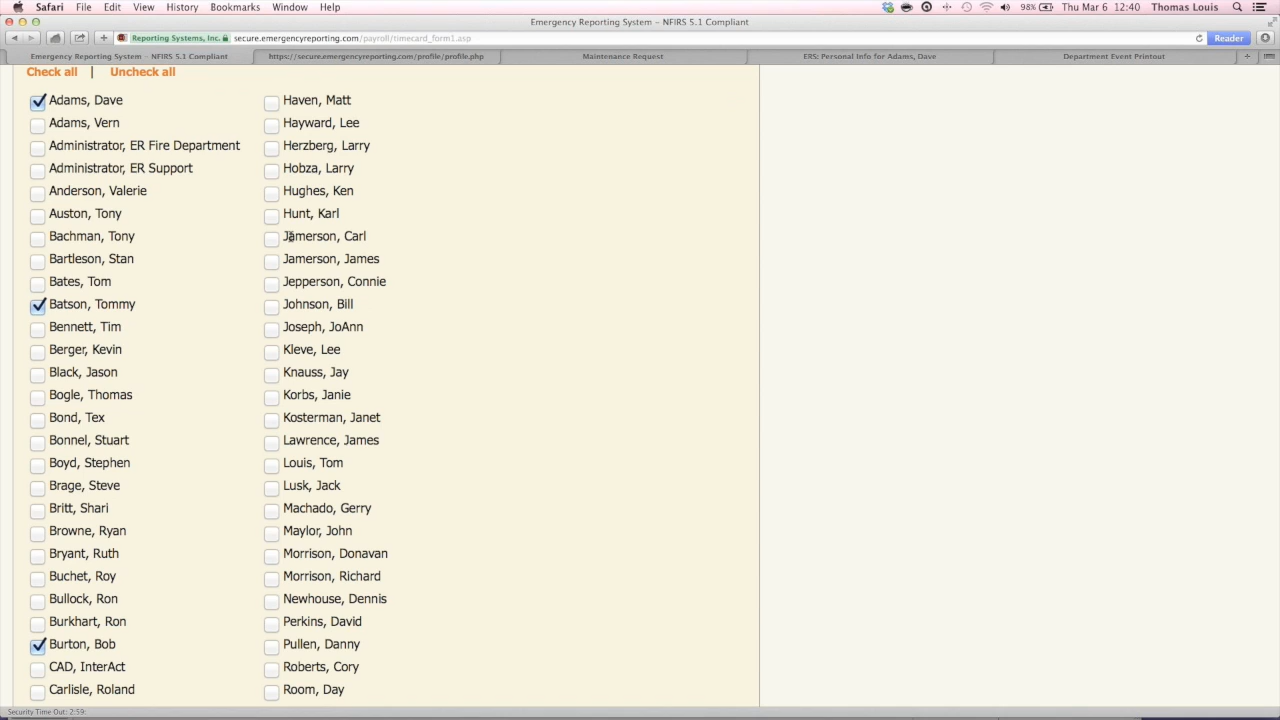 Safari File Edit View History Bookmarks Window Help 98% Thu Mar 6 12:40 Thomas Louis
Emergency Reporting System – NFIRS 5.1 Compliant
Reporting Systems, Inc. secure.emergencyreporting.com/payroll/timecard_form1.asp Reader
Emergency Reporting System – NFIRS 5.1 Compliant https://secure.emergencyreporting.com/profile/profile.php Maintenance Request ERS: Personal Info for Adams, Dave Department Event Printout
Check all | Uncheck all
Adams, Dave
Adams, Vern
Administrator, ER Fire Department
Administrator, ER Support
Anderson, Valerie
Auston, Tony
Bachman, Tony
Bartleson, Stan
Bates, Tom
Batson, Tommy
Bennett, Tim
Berger, Kevin
Black, Jason
Bogle, Thomas
Bond, Tex
Bonnel, Stuart
Boyd, Stephen
Brage, Steve
Britt, Shari
Browne, Ryan
Bryant, Ruth
Buchet, Roy
Bullock, Ron
Burkhart, Ron
Burton, Bob
CAD, InterAct
Carlisle, Roland
Haven, Matt
Hayward, Lee
Herzberg, Larry
Hobza, Larry
Hughes, Ken
Hunt, Karl
Jamerson, Carl
Jamerson, James
Jepperson, Connie
Johnson, Bill
Joseph, JoAnn
Kleve, Lee
Knauss, Jay
Korbs, Janie
Kosterman, Janet
Lawrence, James
Louis, Tom
Lusk, Jack
Machado, Gerry
Maylor, John
Morrison, Donavan
Morrison, Richard
Newhouse, Dennis
Perkins, David
Pullen, Danny
Roberts, Cory
Room, Day
Security Time Out: 2:59: